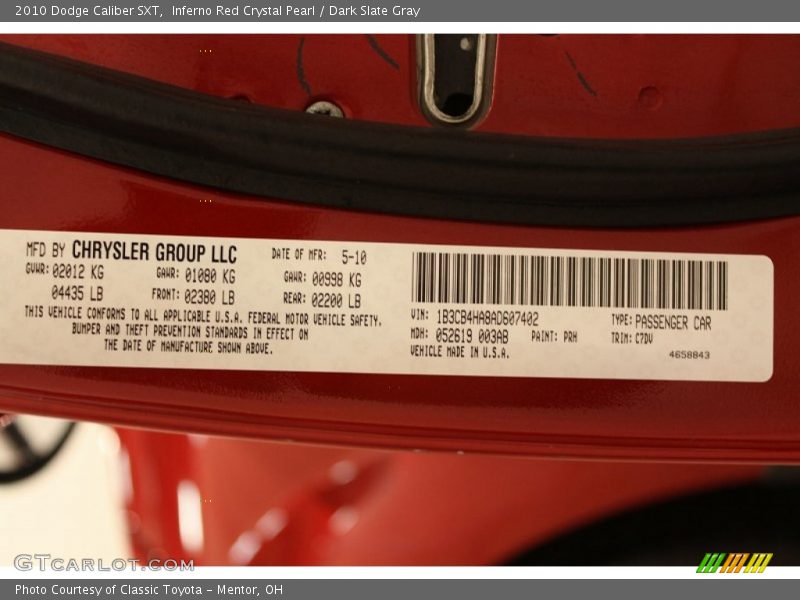 2010 Dodge Caliber SXT,  Inferno Red Crystal Pearl / Dark Slate Gray
MFD BY CHRYSLER GROUP LLC
DATE OF MFR: 5-10
GVWR: 02012 KG
GAWR: 01080 KG
GAWR: 00998 KG
04435 LB
FRONT: 02380 LB
REAR: 02200 LB
THIS VEHICLE CONFORMS TO ALL APPLICABLE U.S.A. FEDERAL MOTOR VEHICLE SAFETY,
BUMPER AND THEFT PREVENTION STANDARDS IN EFFECT ON
THE DATE OF MANUFACTURE SHOWN ABOVE.
VIN: 1B3CB4HA8AD607402
TYPE: PASSENGER CAR
MDH: 052619 003AB
PAINT: PRH
TRIM: C7DV
VEHICLE MADE IN U.S.A.
4658843
GTcarlot.com
Photo Courtesy of Classic Toyota - Mentor, OH